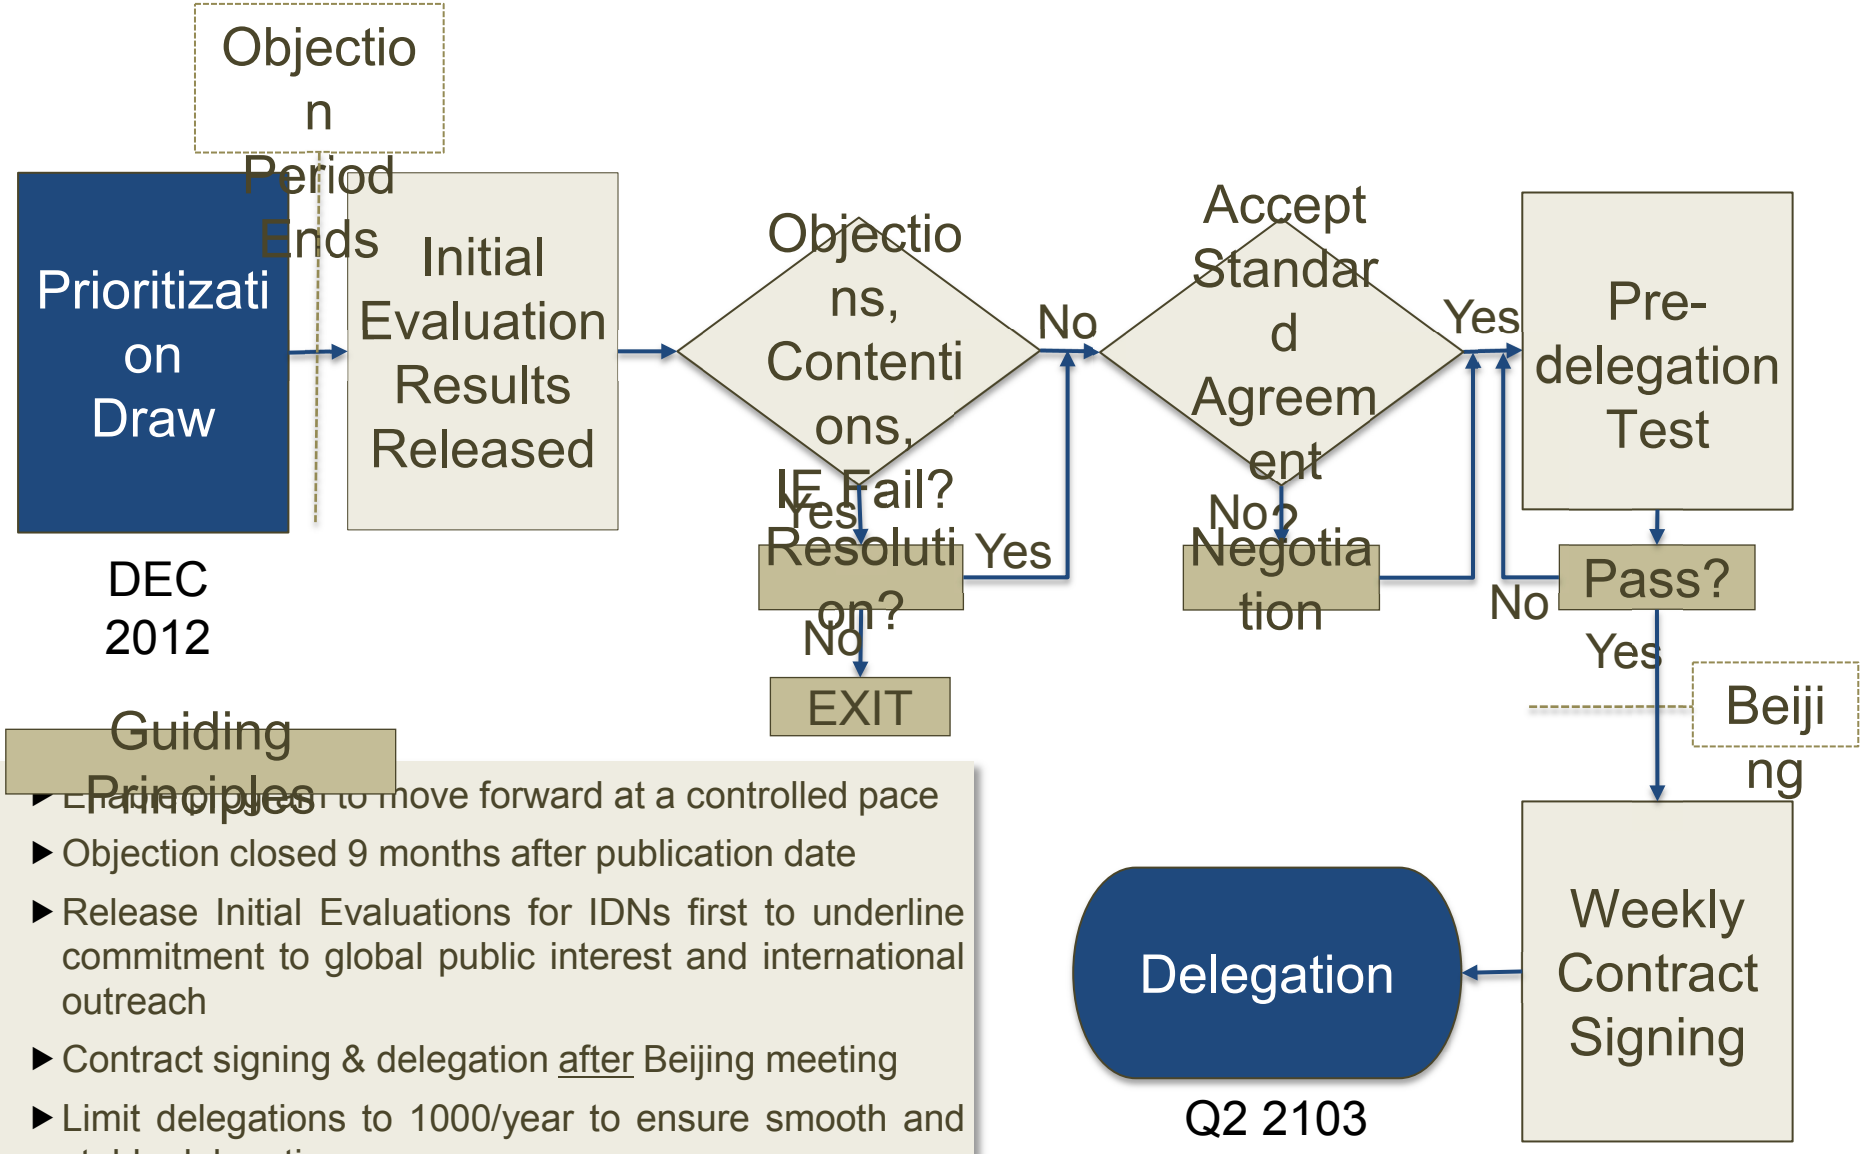 Objectio
n
Period
Ends
Prioritizati
on
Draw
DEC
2012
Initial
Evaluation
Results
Released
Objectio
ns,
Contenti
ons,
IE Fail?
Yes
No
Resoluti
on?
Yes
No
EXIT
Accept
Standar
d
Agreem
ent
?
No
Yes
Negotia
tion
Pre-
delegation
Test
Pass?
No
Yes
Beiji
ng
Weekly
Contract
Signing
Delegation
Q2 2103
Guiding
Principles
Enable program to move forward at a controlled pace
Objection closed 9 months after publication date
Release Initial Evaluations for IDNs first to underline
commitment to global public interest and international
outreach
Contract signing & delegation after Beijing meeting
Limit delegations to 1000/year to ensure smooth and